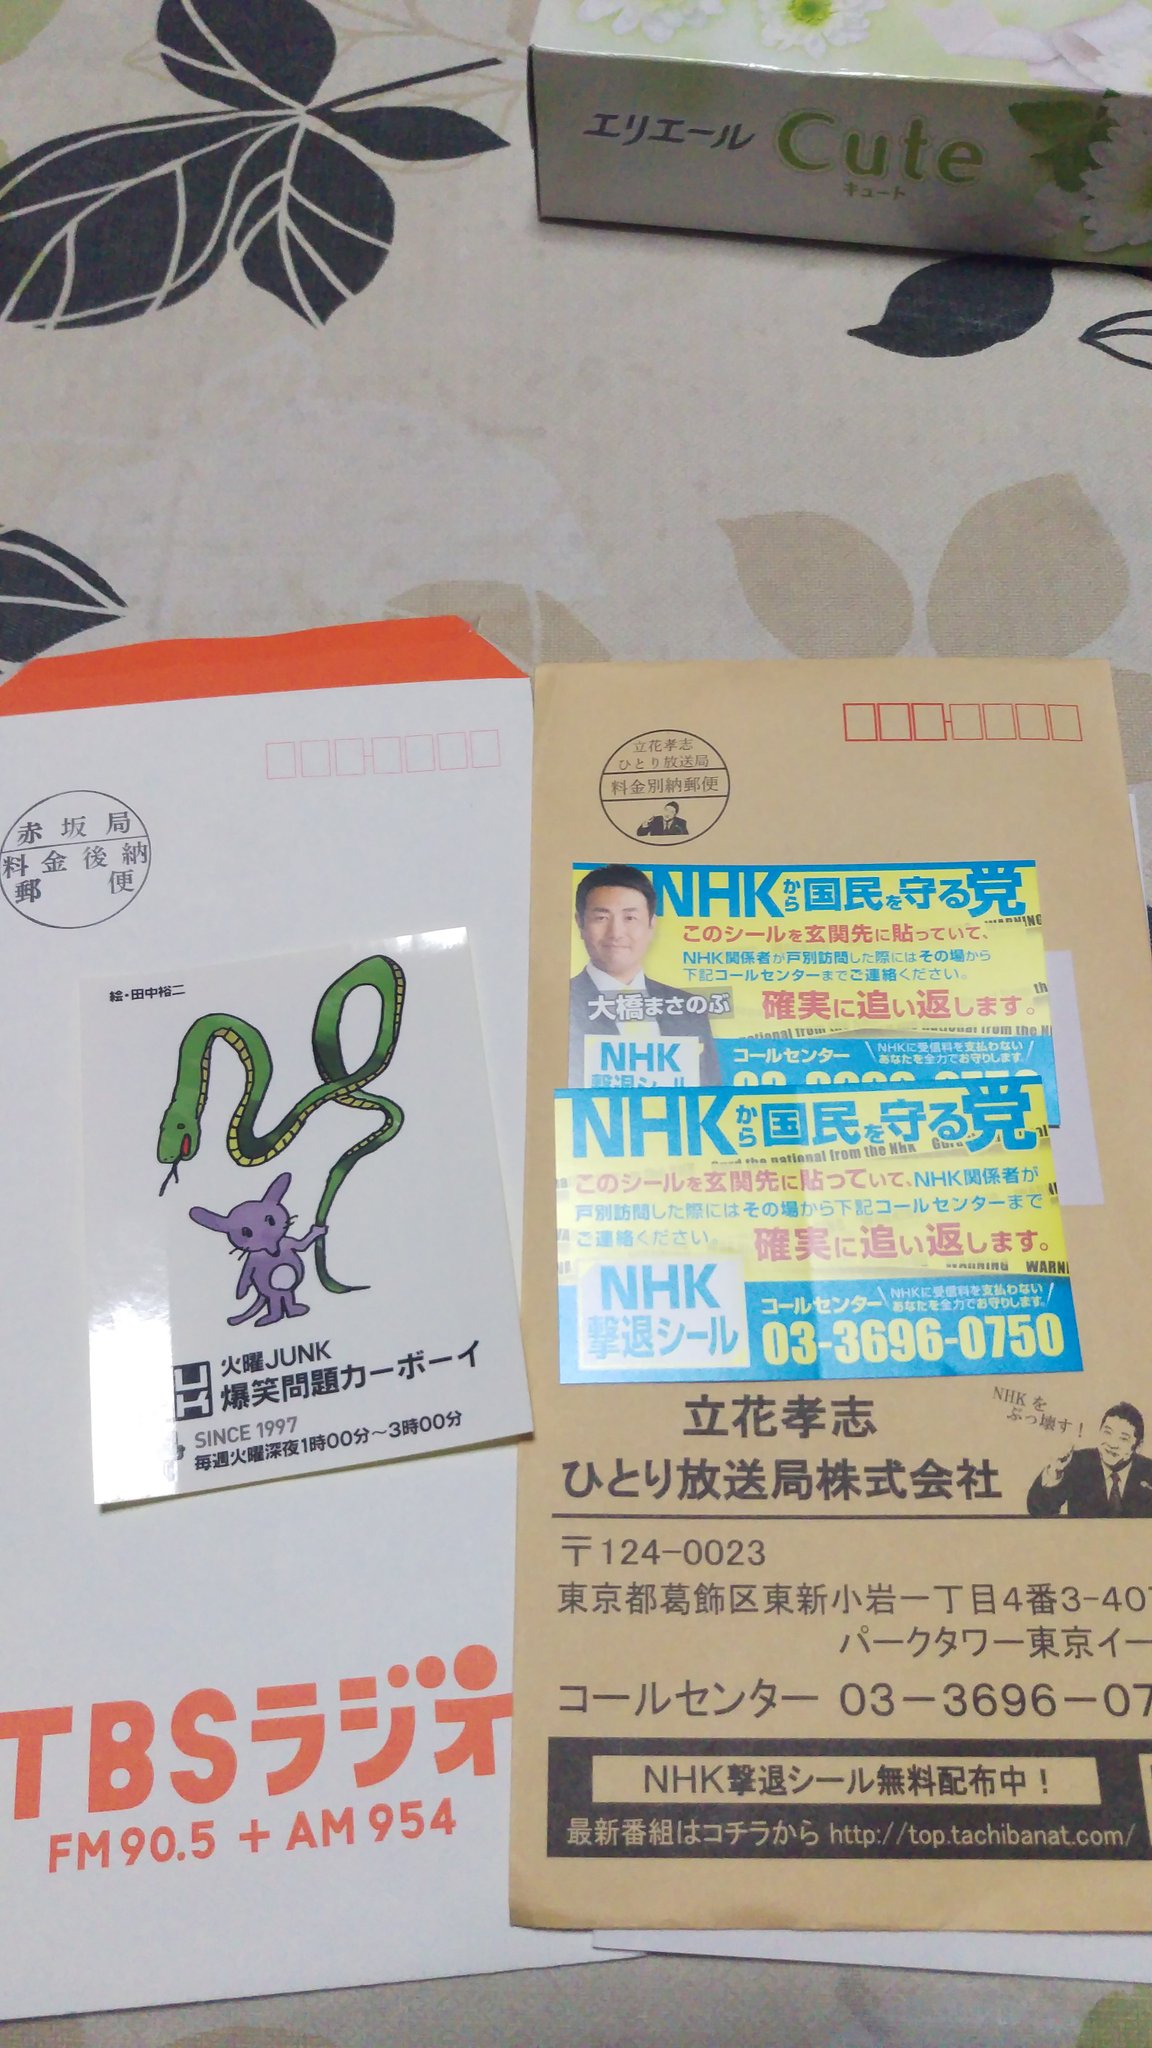 エリエール Cute
キュート
赤坂局
料金後納
郵便
絵・田中裕二
火曜JUNK
爆笑問題カーボーイ
SINCE 1997
毎週火曜深夜1時00分〜3時00分
TBSラジオ
FM 90.5 + AM 954
立花孝志
ひとり放送局
料金別納郵便
NHKから国民を守る党
このシールを玄関先に貼っていて、
NHK関係者が戸別訪問した際にはその場から
下記コールセンターまでご連絡ください。
大橋まさのぶ
確実に追い返します。
NHK
撃退シール
コールセンター
NHKに受信料を支払わない
あなたを全力でお守りします
NHKから国民を守る党
このシールを玄関先に貼っていて、NHK関係者が
戸別訪問した際にはその場から下記コールセンターまで
ご連絡ください。
確実に追い返します。
WARNING WARNI
NHK
撃退シール
コールセンター
NHKに受信料を支払わない
あなたを全力でお守りします。
03-3696-0750
立花孝志
ひとり放送局株式会社
NHKを
ぶっ壊す!
〒124-0023
東京都葛飾区東新小岩一丁目4番3-40
パークタワー東京イー
コールセンター 03-3696-07
NHK撃退シール無料配布中!
最新番組はコチラから http://top.tachibanat.com/